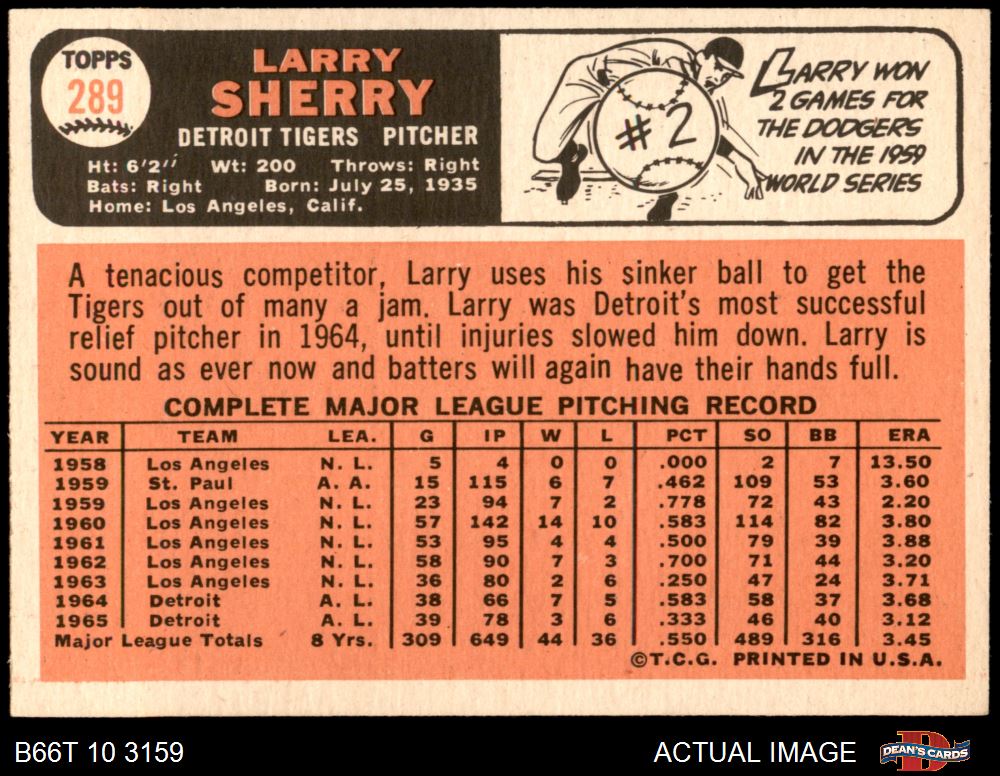 TOPPS
289
LARRY
SHERRY
DETROIT TIGERS PITCHER
Ht: 6'2" Wt: 200 Throws: Right
Bats: Right Born: July 25, 1935
Home: Los Angeles, Calif.
#2
LARRY WON
2 GAMES FOR
THE DODGERS
IN THE 1959
WORLD SERIES
A tenacious competitor, Larry uses his sinker ball to get the
Tigers out of many a jam. Larry was Detroit's most successful
relief pitcher in 1964, until injuries slowed him down. Larry is
sound as ever now and batters will again have their hands full.
COMPLETE MAJOR LEAGUE PITCHING RECORD
YEAR TEAM LEA. G IP W L PCT SO BB ERA
1958 Los Angeles N. L. 5 4 0 0 .000 2 7 13.50
1959 St. Paul A. A. 15 115 6 7 .462 109 53 3.60
1959 Los Angeles N. L. 23 94 7 2 .778 72 43 2.20
1960 Los Angeles N. L. 57 142 14 10 .583 114 82 3.80
1961 Los Angeles N. L. 53 95 4 4 .500 79 39 3.88
1962 Los Angeles N. L. 58 90 7 3 .700 71 44 3.20
1963 Los Angeles N. L. 36 80 2 6 .250 47 24 3.71
1964 Detroit A. L. 38 66 7 5 .583 58 37 3.68
1965 Detroit A. L. 39 78 3 6 .333 46 40 3.12
Major League Totals 8 Yrs. 309 649 44 36 .550 489 316 3.45
©T.C.G. PRINTED IN U.S.A.
B66T 10 3159 ACTUAL IMAGE DEAN'S CARDS